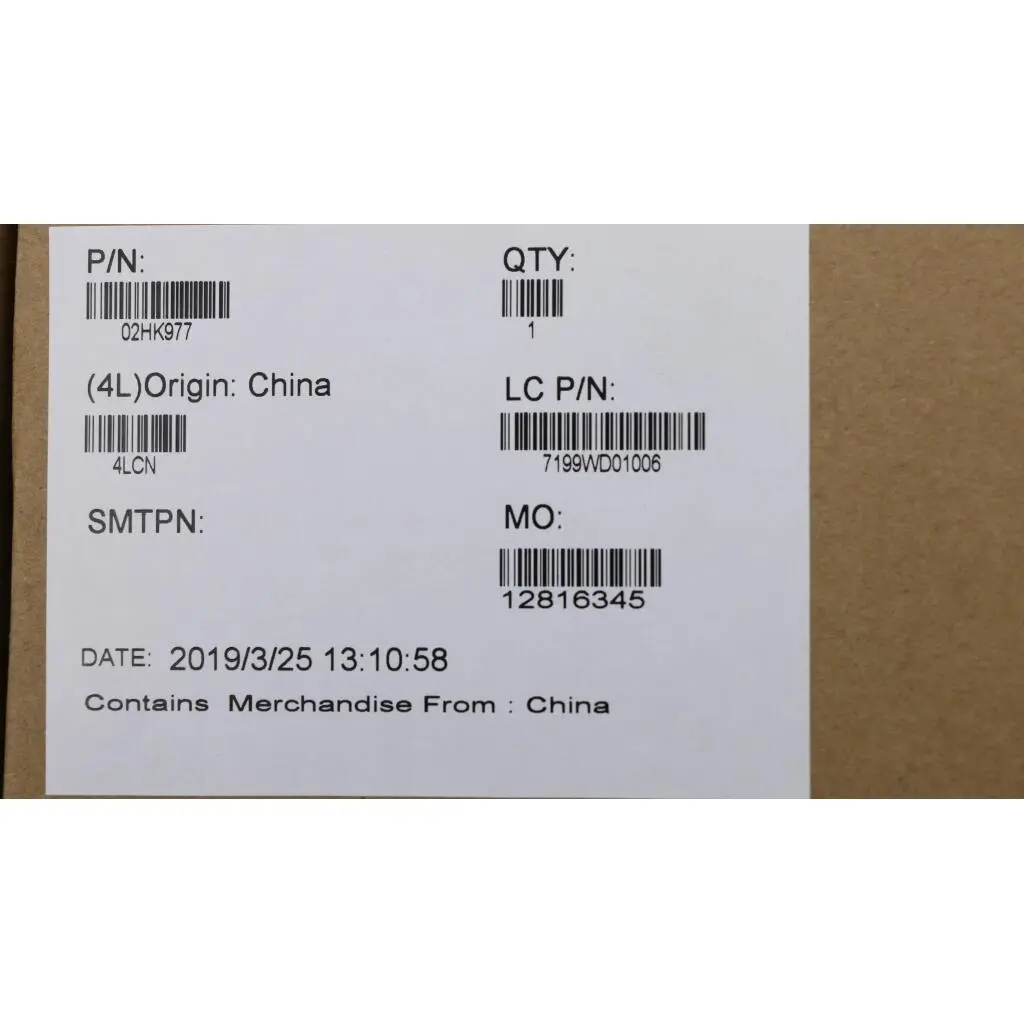 P/N:
02HK977
QTY:
1
(4L)Origin: China
4LCN
LC P/N:
7199WD01006
SMTPN:
MO:
12816345
DATE: 2019/3/25 13:10:58
Contains Merchandise From : China